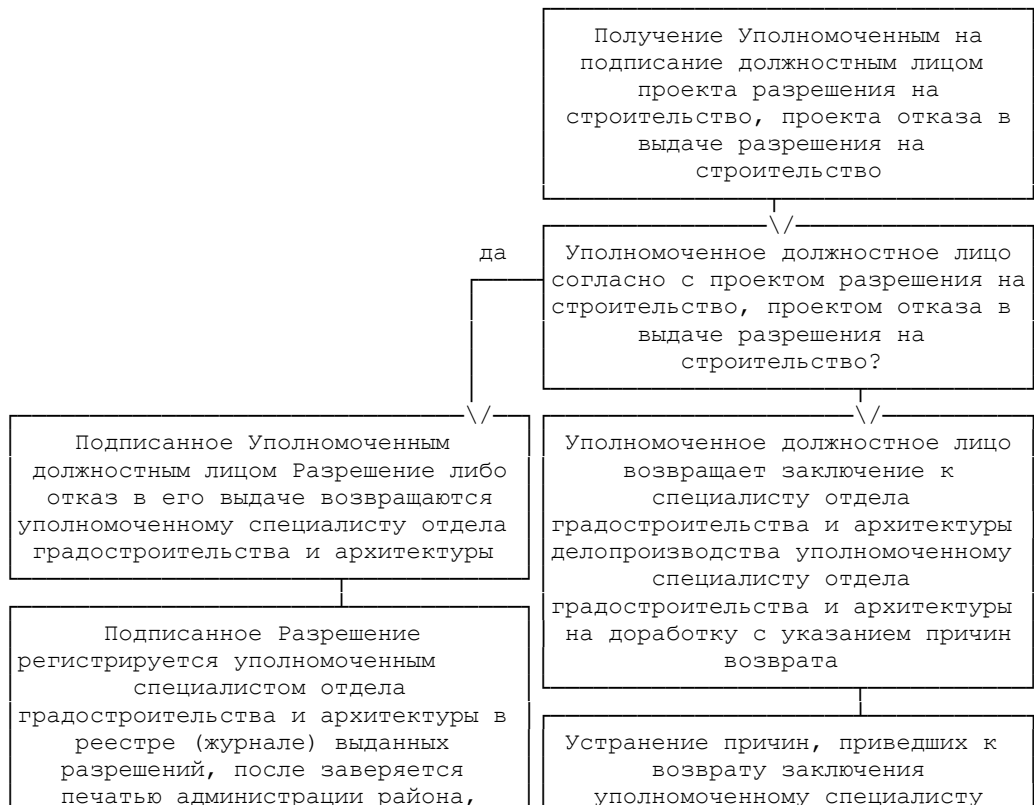 Получение Уполномоченным на
подписание должностным лицом
проекта разрешения на
строительство, проекта отказа в
выдаче разрешения на
строительство
да
Уполномоченное должностное лицо
согласно с проектом разрешения на
строительство, проектом отказа в
выдаче разрешения на
строительство?
Подписанное Уполномоченным
должностным лицом Разрешение либо
отказ в его выдаче возвращаются
уполномоченному специалисту отдела
градостроительства и архитектуры
Уполномоченное должностное лицо
возвращает заключение к
специалисту отдела
градостроительства и архитектуры
делопроизводства уполномоченному
специалисту отдела
градостроительства и архитектуры
на доработку с указанием причин
возврата
Подписанное Разрешение
регистрируется уполномоченным
специалистом отдела
градостроительства и архитектуры в
реестре (журнале) выданных
разрешений, после заверяется
печатью администрации района,
Устранение причин, приведших к
возврату заключения
уполномоченному специалисту